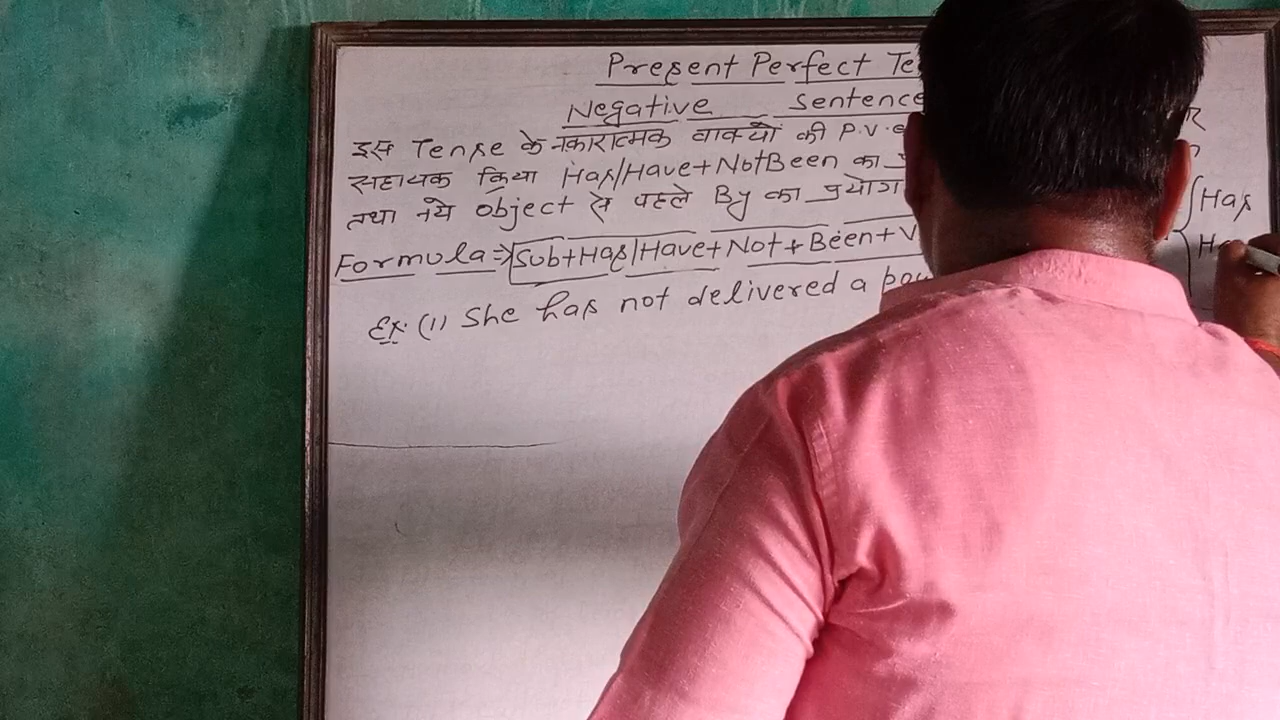 Present Perfect Te
Negative Sentence
इस Tense के नकारात्मक वाक्यों की P.V.
सहायक क्रिया Has/Have+Not Been का
तथा नये object से पहले By का प्रयोग
Has
Formula⇒ Sub+Has/Have+Not+Been+V
Ex. (1) She has not delivered a